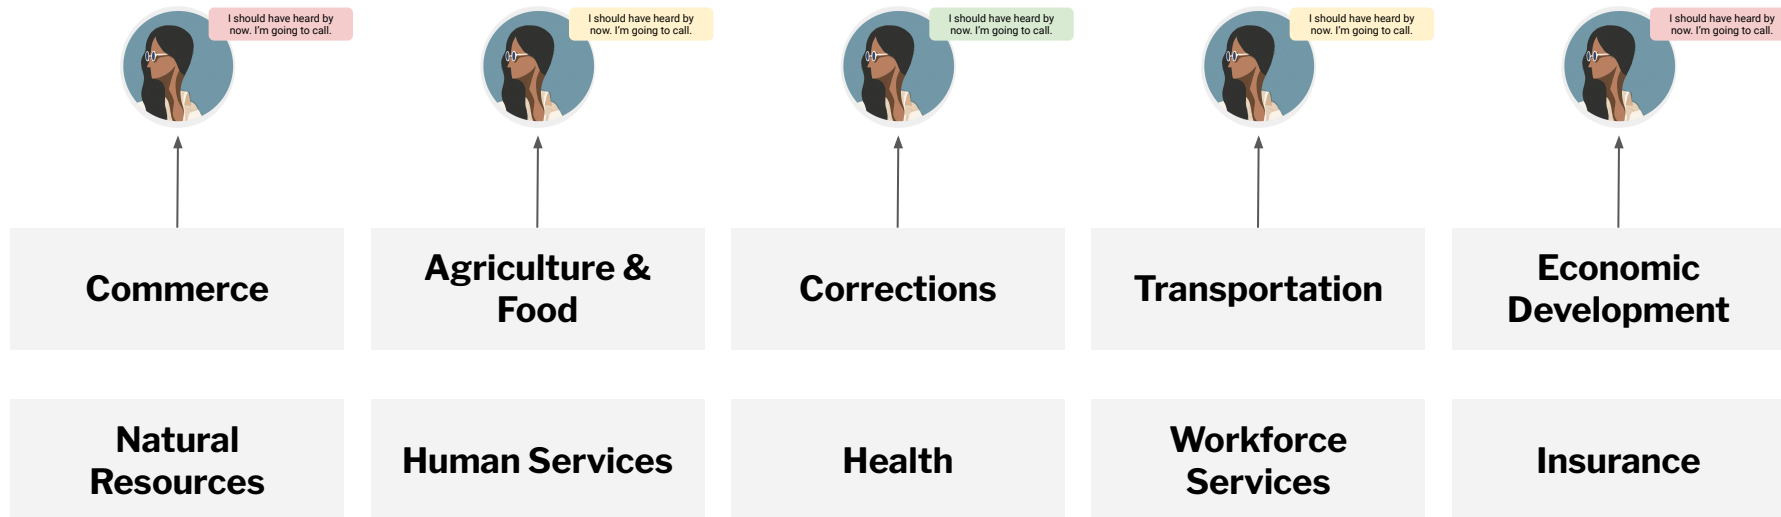 I should have heard by
now. I'm going to call.
I should have heard by
now. I'm going to call.
I should have heard by
now. I'm going to call.
I should have heard by
now. I'm going to call.
I should have heard by
now. I'm going to call.
Commerce
Agriculture &
Food
Corrections
Transportation
Economic
Development
Natural
Resources
Human Services
Health
Workforce
Services
Insurance